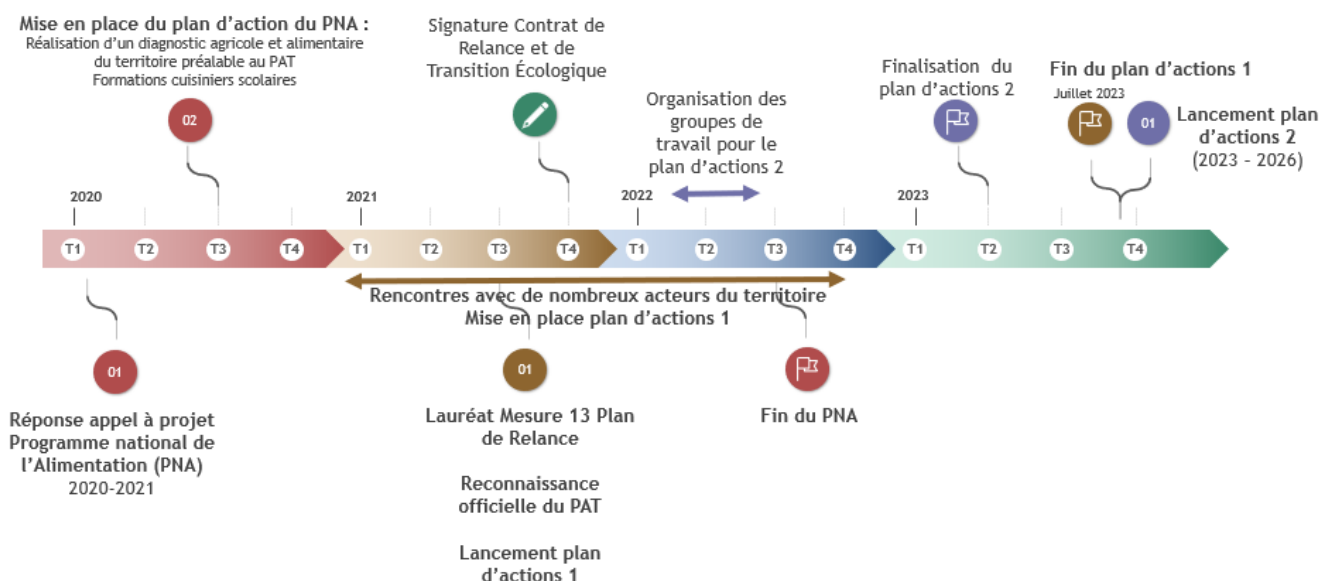 Mise en place du plan d'action du PNA :
Réalisation d'un diagnostic agricole et alimentaire
du territoire préalable au PAT
Formations cuisiniers scolaires
02
Signature Contrat de
Relance et de
Transition Écologique
Organisation des
groupes de
travail pour le
plan d'actions 2
Finalisation du
plan d'actions 2
Fin du plan d'actions 1
Juillet 2023
01
Lancement plan
d'actions 2
(2023 - 2026)
2020
2021
2022
2023
T1 T2 T3 T4 T1 T2 T3 T4 T1 T2 T3 T4 T1 T2 T3 T4
Rencontres avec de nombreux acteurs du territoire
Mise en place plan d'actions 1
01
Réponse appel à projet
Programme national de
l'Alimentation (PNA)
2020-2021
01
Lauréat Mesure 13 Plan
de Relance
Reconnaissance
officielle du PAT
Lancement plan
d'actions 1
Fin du PNA